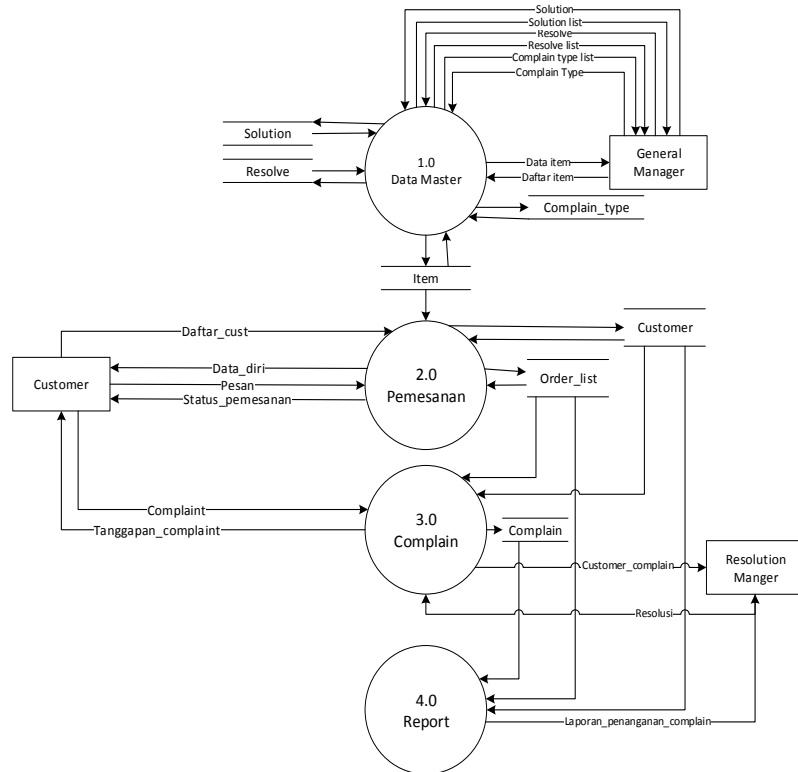 Solution
Solution list
Resolve
Resolve list
Complain type list
Complain Type
Solution
Resolve
1.0
Data Master
Data item
Daftar item
General
Manager
Complain_type
Item
Daftar_cust
Customer
Customer
Data_diri
Pesan
Status_pemesanan
2.0
Pemesanan
Order_list
Complaint
Tanggapan_complaint
3.0
Complain
Complain
Customer_complain
Resolution
Manger
Resolusi
4.0
Report
Laporan_penanganan_complain